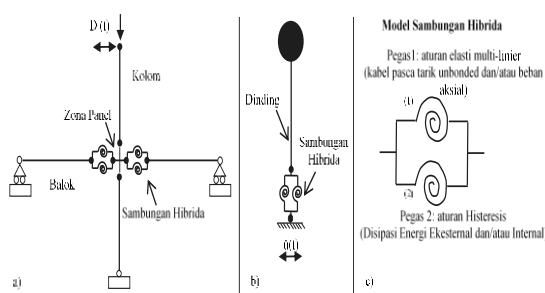 D (t)
Kolom
Zona Panel
Balok
Sambungan Hibrida
a)
Dinding
Sambungan
Hibrida
b)
Model Sambungan Hibrida
Pegas1: aturan elasti multi-linier
(kabel pasca tarik unbonded dan/atau beban
aksial)
(1)
(2)
Pegas 2: aturan Histeresis
(Disipasi Energi Ekesternal dan/atau Internal
c)